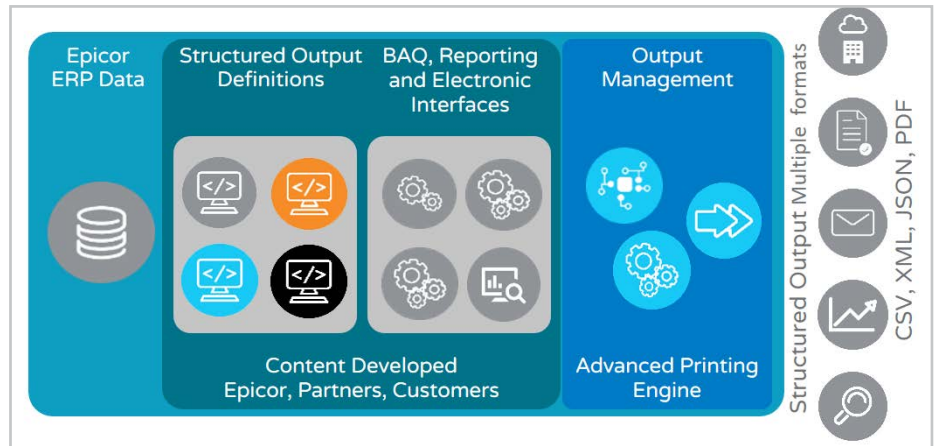 Epicor
ERP Data
Structured Output
Definitions
</>
</>
</>
</>
BAQ, Reporting
and Electronic
Interfaces
Content Developed
Epicor, Partners, Customers
Output
Management
Advanced Printing
Engine
Structured Output Multiple formats
CSV, XML, JSON, PDF